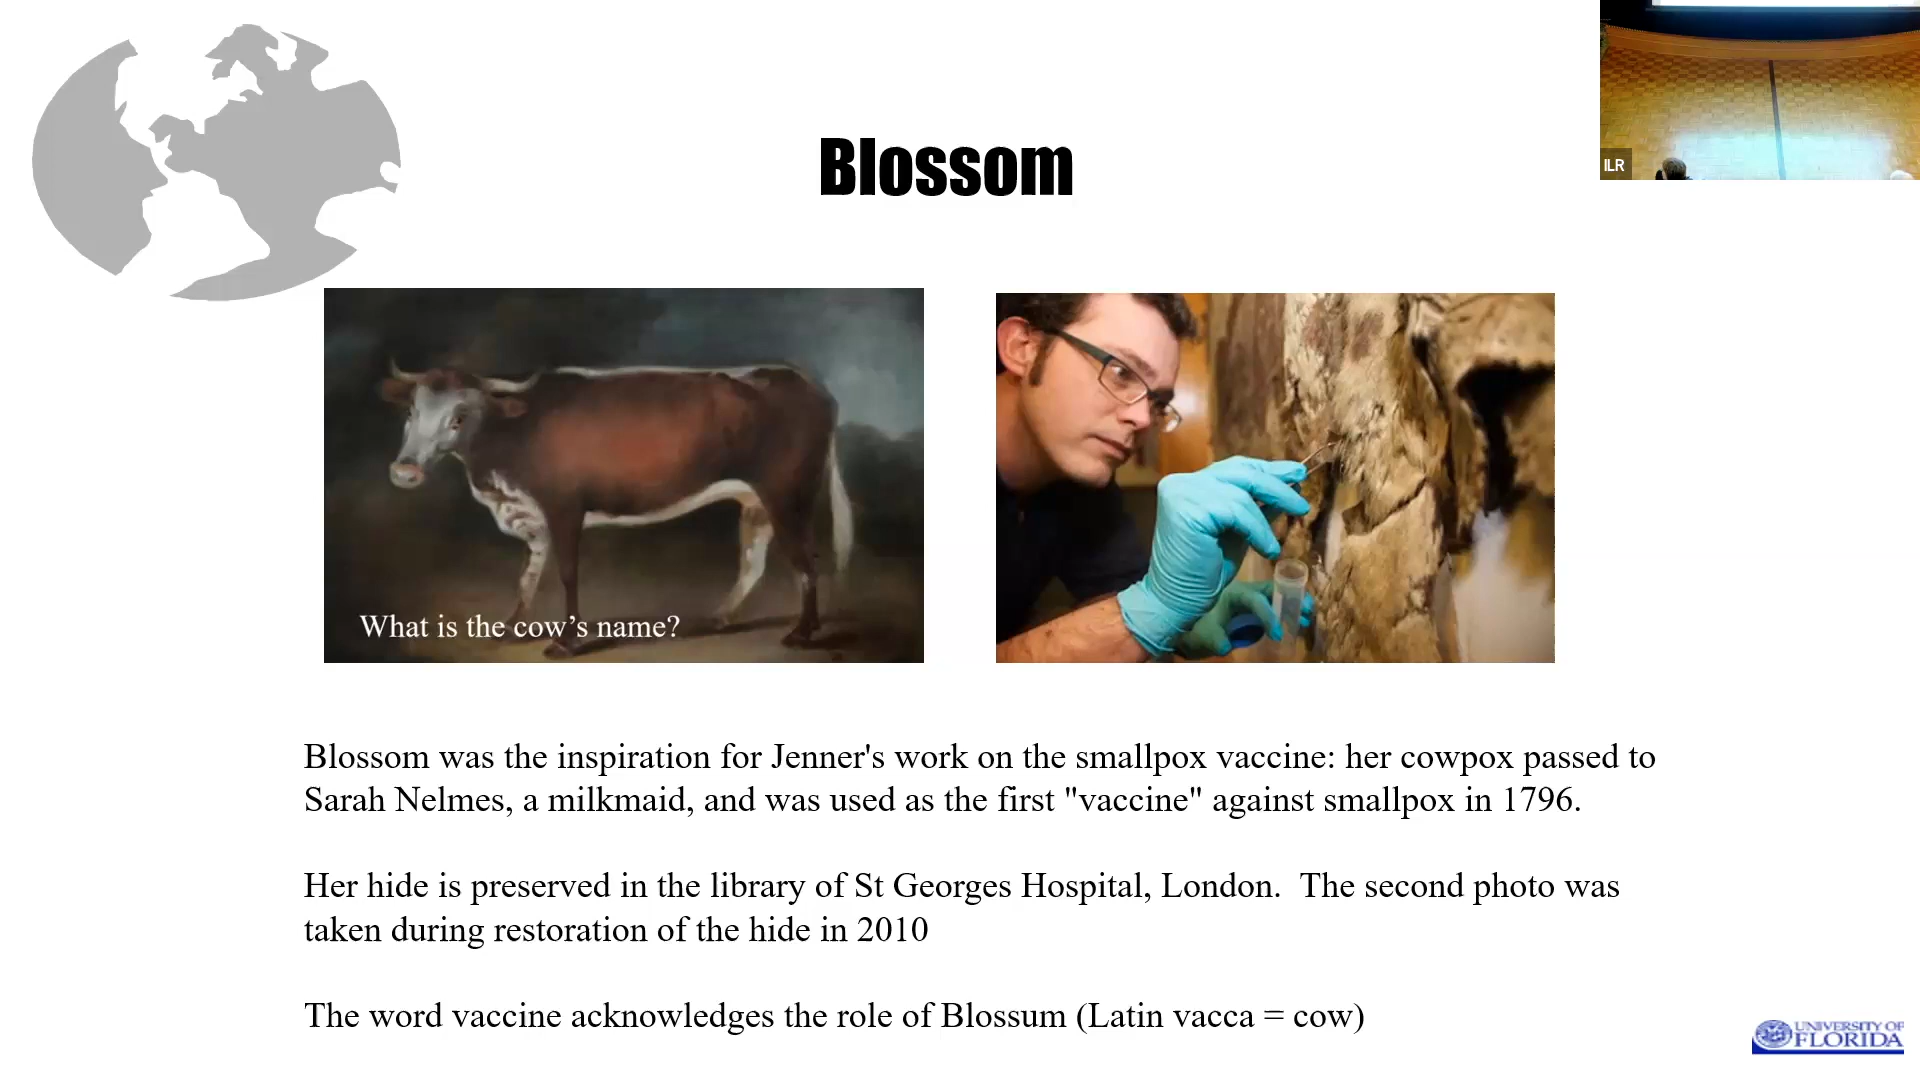 ILR
Blossom
What is the cow’s name?
Blossom was the inspiration for Jenner's work on the smallpox vaccine: her cowpox passed to
Sarah Nelmes, a milkmaid, and was used as the first "vaccine" against smallpox in 1796.
Her hide is preserved in the library of St Georges Hospital, London.  The second photo was
taken during restoration of the hide in 2010
The word vaccine acknowledges the role of Blossum (Latin vacca = cow)
UNIVERSITY OF
FLORIDA